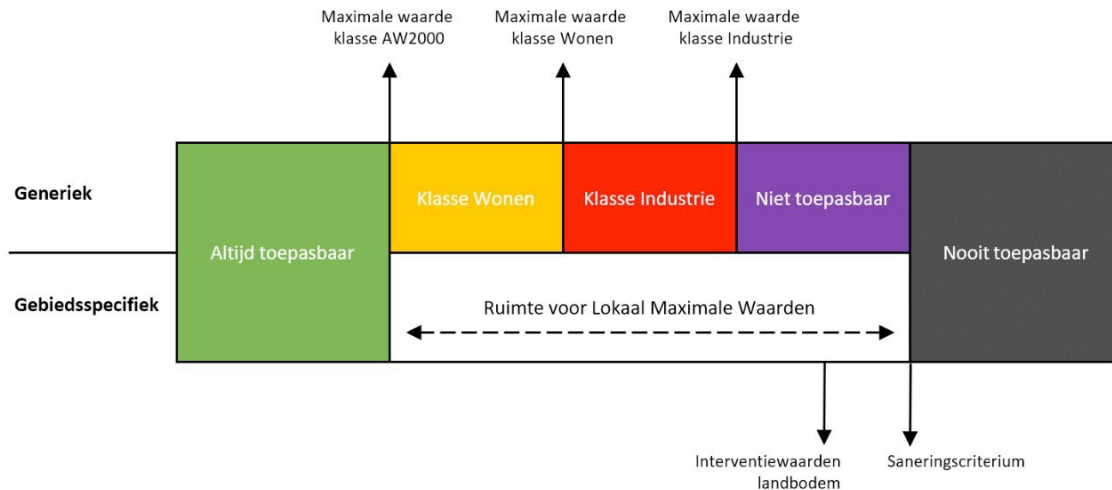 Maximale waarde
klasse AW2000
Maximale waarde
klasse Wonen
Maximale waarde
klasse Industrie
Generiek
Klasse Wonen
Klasse Industrie
Niet toepasbaar
Altijd toepasbaar
Nooit toepasbaar
Gebiedsspecifiek
Ruimte voor Lokaal Maximale Waarden
Interventiewaarden
landbodem
Saneringscriterium